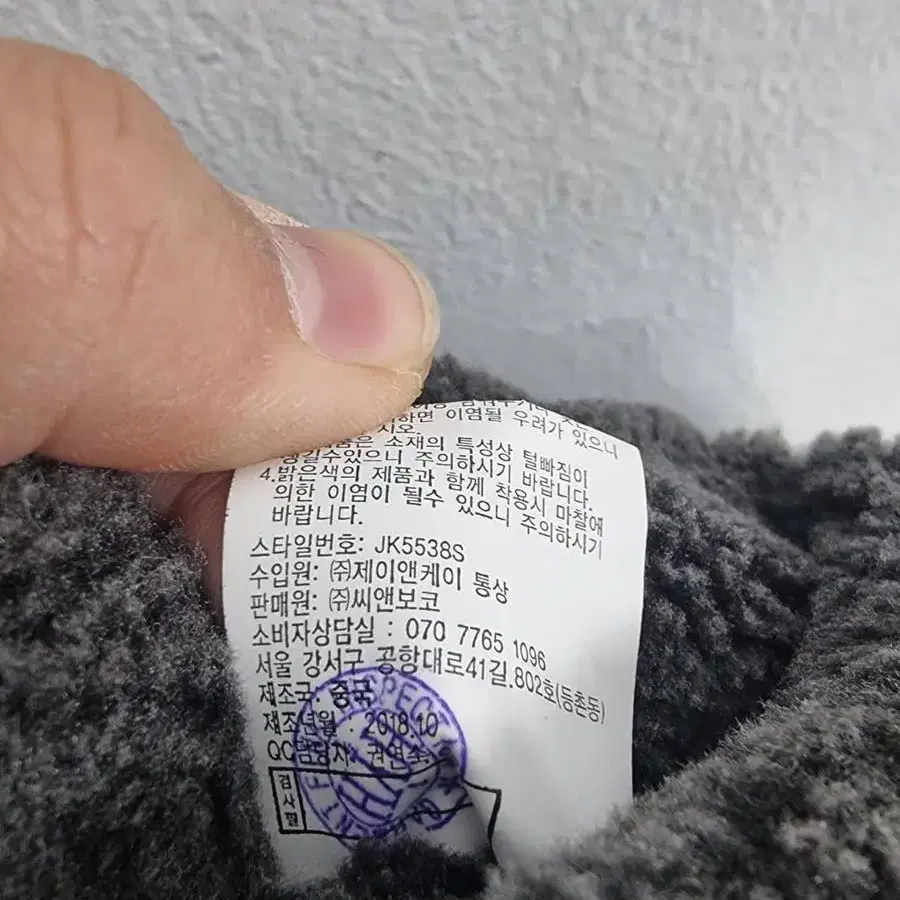 하면 이염될 우려가 있으니
시오.
은 소재의 특성상 털빠짐이
생길수있으니 주의하시기 바랍니다.
4.밝은색의 제품과 함께 착용시 마찰에
의한 이염이 될수 있으니 주의하시기
바랍니다.
스타일번호: JK5538S
수입원: ㈜제이앤케이 통상
판매원: ㈜씨앤보코
소비자상담실 : 070 7765 1096
서울 강서구 공항대로41길.802호(등촌동)
제조국: 중국
제조년월 : 2018.10
QC담당자: 권연숙
검사필